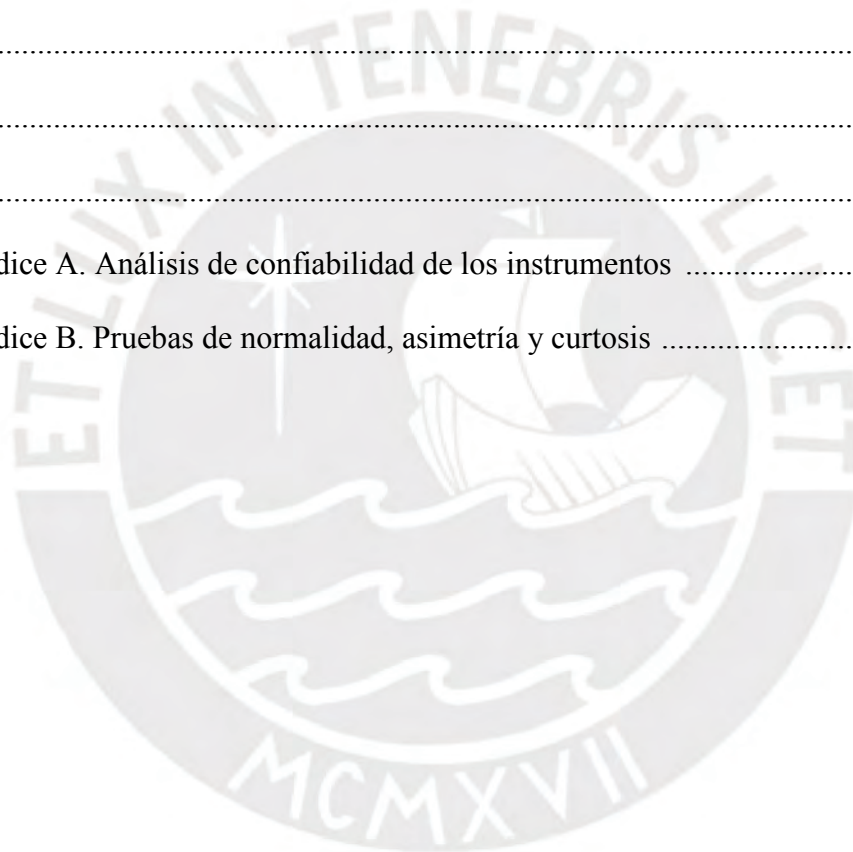 ........................................................................................
........................................................................................
........................................................................................
dice A. Análisis de confiabilidad de los instrumentos .....................
dice B. Pruebas de normalidad, asimetría y curtosis ........................
ET LUX IN TENEBRIS LUCET
MCMXVII